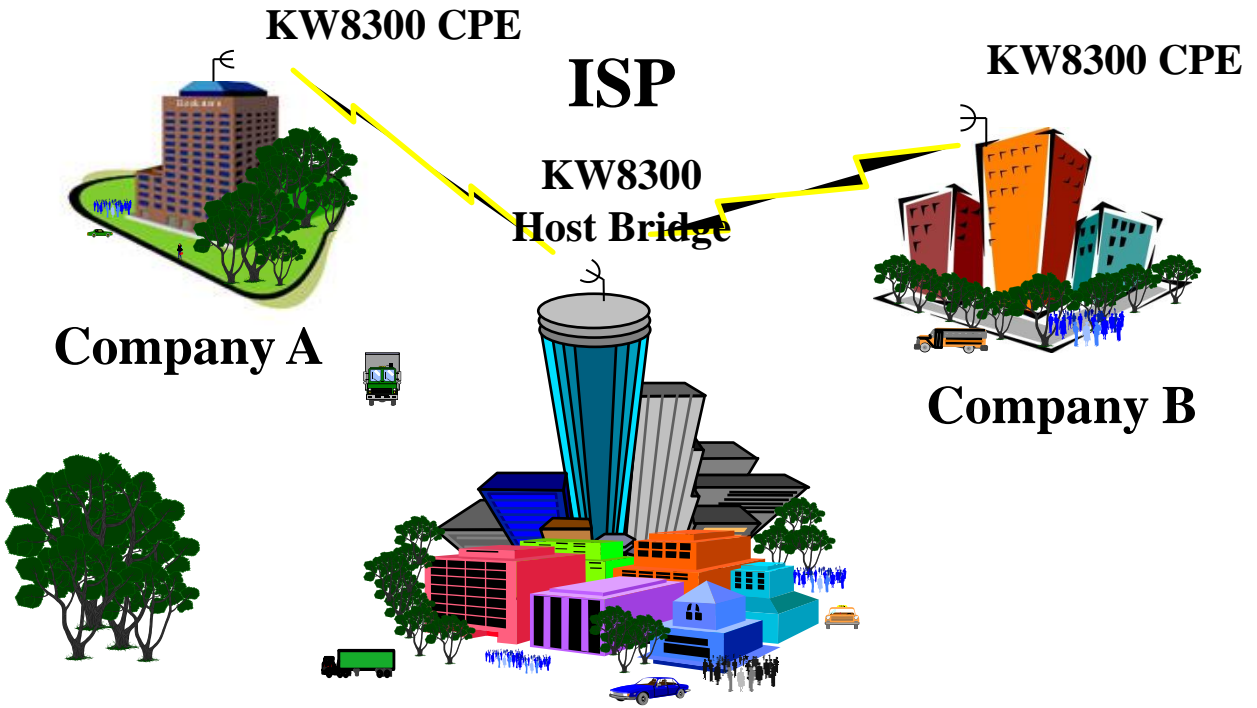 KW8300 CPE
ISP
KW8300 CPE
KW8300
Host Bridge
Company A
Company B